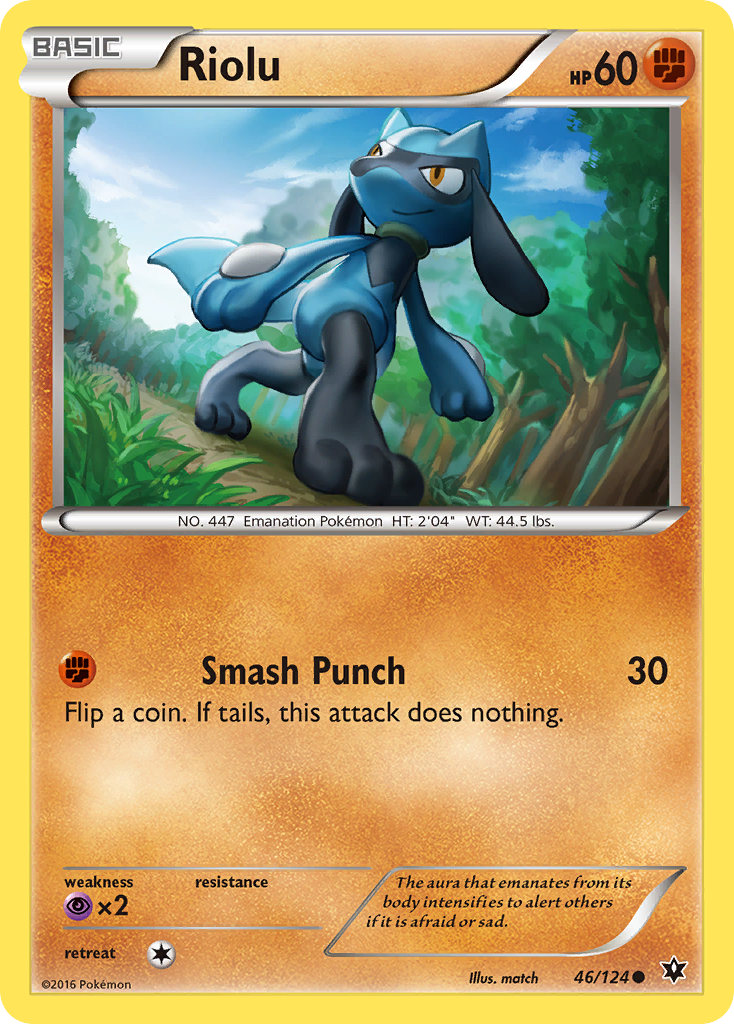 BASIC
Riolu
HP60
NO. 447 Emanation Pokémon HT: 2'04" WT: 44.5 lbs.
Smash Punch 30
Flip a coin. If tails, this attack does nothing.
weakness resistance
×2
The aura that emanates from its
body intensifies to alert others
if it is afraid or sad.
retreat
©2016 Pokémon
Illus. match 46/124